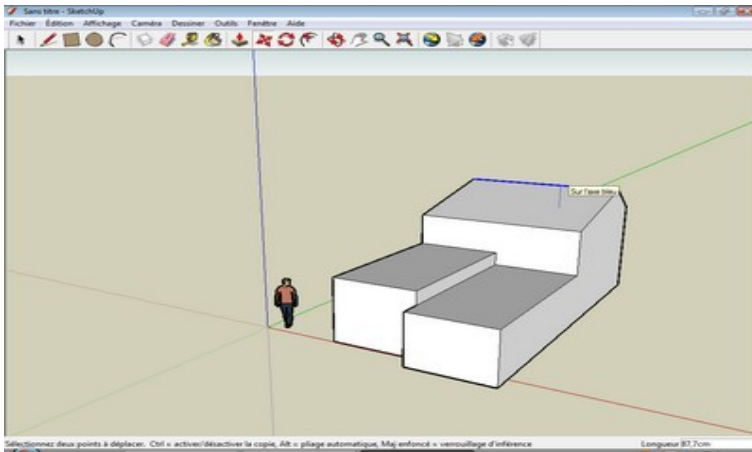 Sans titre - SketchUp
Fichier Édition Affichage Caméra Dessiner Outils Fenêtre Aide
Sur l'axe bleu
Sélectionnez deux points à déplacer. Ctrl = activer/désactiver la copie, Alt = pliage automatique, Maj enfoncé = verrouillage d'inférence Longueur 87,7cm